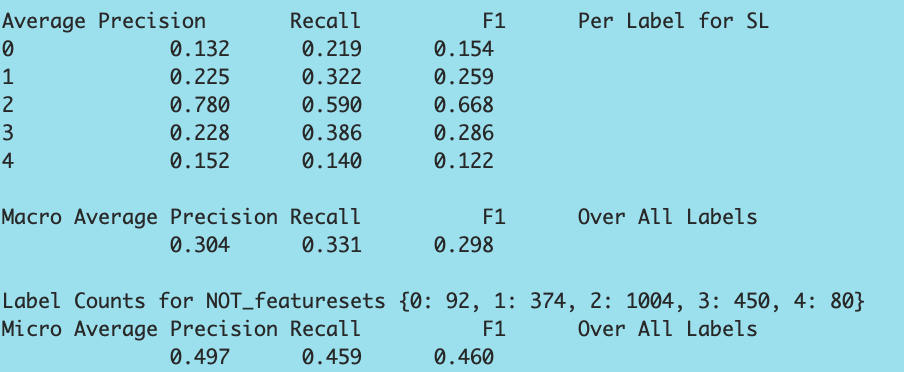 Average Precision Recall F1 Per Label for SL
0 0.132 0.219 0.154
1 0.225 0.322 0.259
2 0.780 0.590 0.668
3 0.228 0.386 0.286
4 0.152 0.140 0.122
Macro Average Precision Recall F1 Over All Labels
0.304 0.331 0.298
Label Counts for NOT_featuresets {0: 92, 1: 374, 2: 1004, 3: 450, 4: 80}
Micro Average Precision Recall F1 Over All Labels
0.497 0.459 0.460